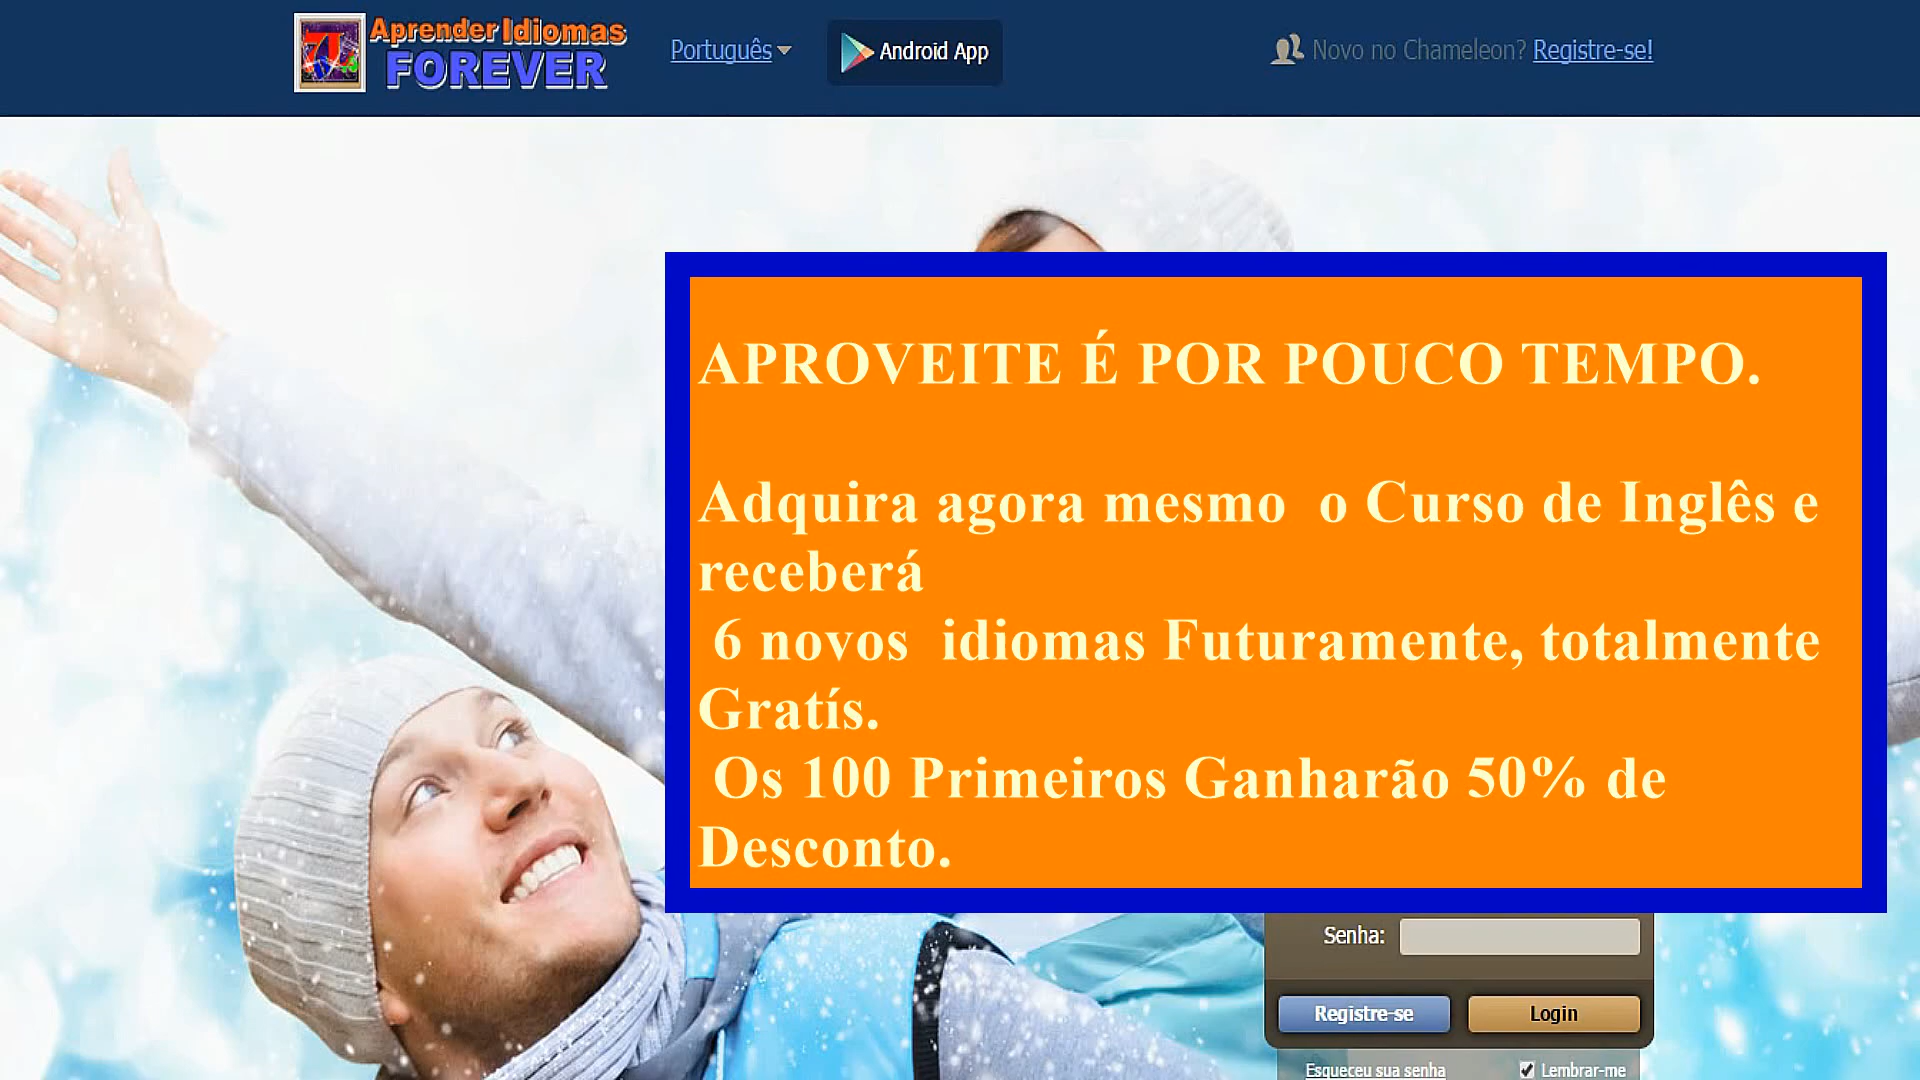 Aprender Idiomas
FOREVER
Português
Android App
Novo no Chameleon? Registre-se!
APROVEITE É POR POUCO TEMPO.
Adquira agora mesmo o Curso de Inglês e
receberá
6 novos idiomas Futuramente, totalmente
Gratís.
Os 100 Primeiros Ganharão 50% de
Desconto.
Senha:
Registre-se
Login
Esqueceu sua senha
Lembrar-me